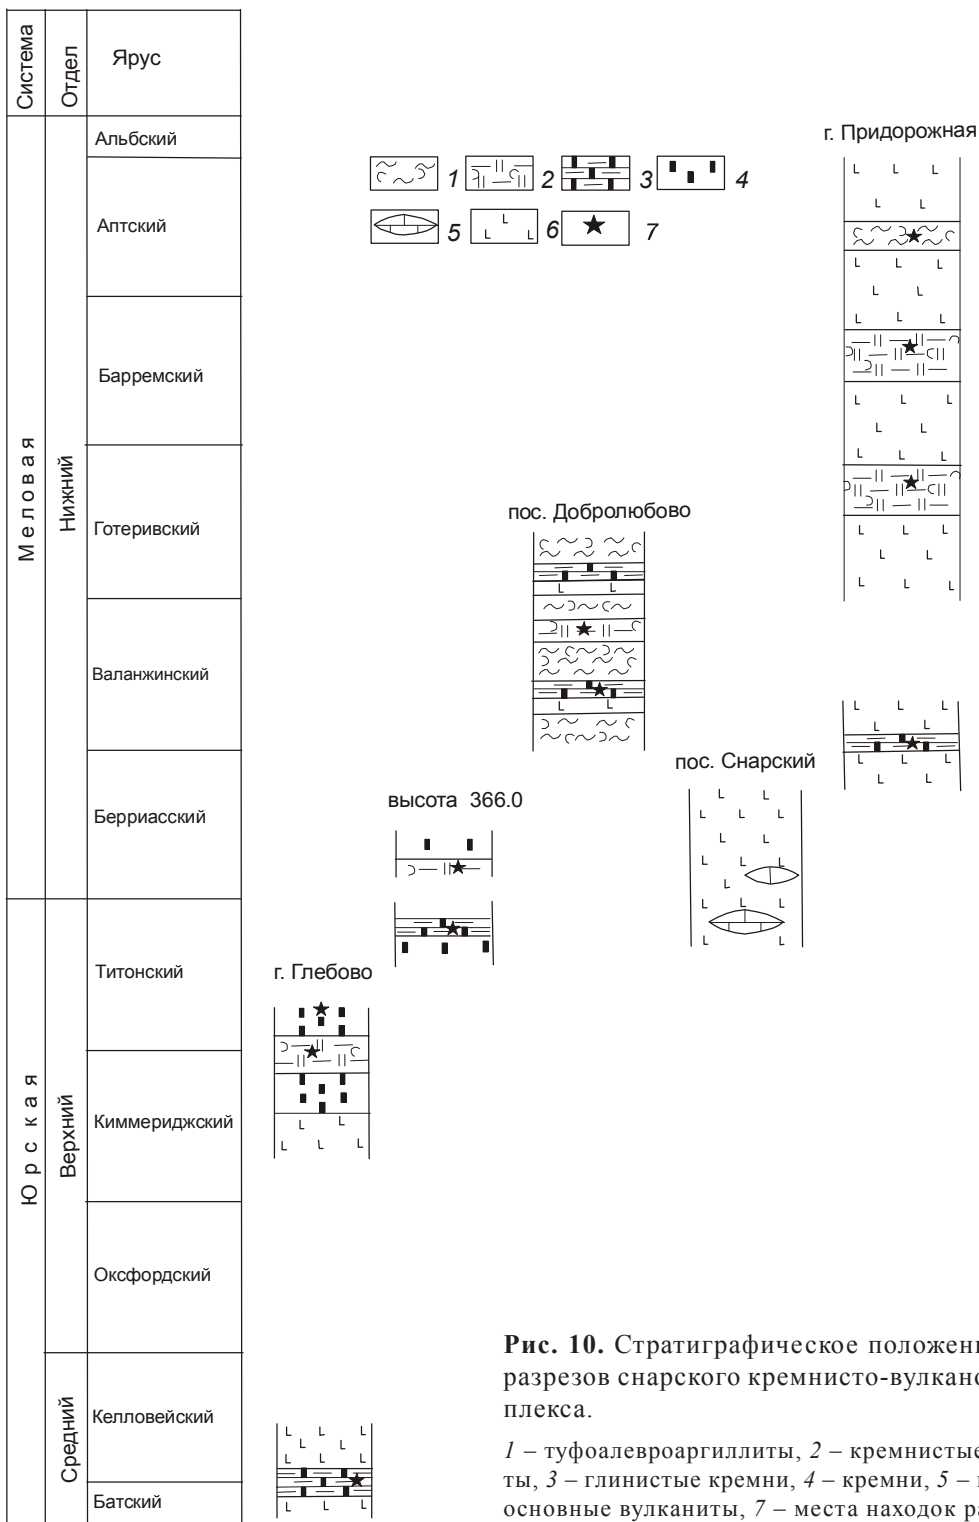 Система
Отдел
Ярус
Меловая
Нижний
Альбский
Аптский
Барремский
Готеривский
Валанжинский
Берриасский
Юрская
Верхний
Титонский
Киммериджский
Оксфордский
Средний
Келловейский
Батский
1 2 3 4
5 6 7
г. Придорожная
пос. Добролюбово
пос. Снарский
высота 366.0
г. Глебово
Рис. 10. Стратиграфическое положен
разрезов снарского кремнисто-вулкано
плекса.
1 – туфоалевроаргиллиты, 2 – кремнистые
ты, 3 – глинистые кремни, 4 – кремни, 5 –
основные вулканиты, 7 – места находок ра